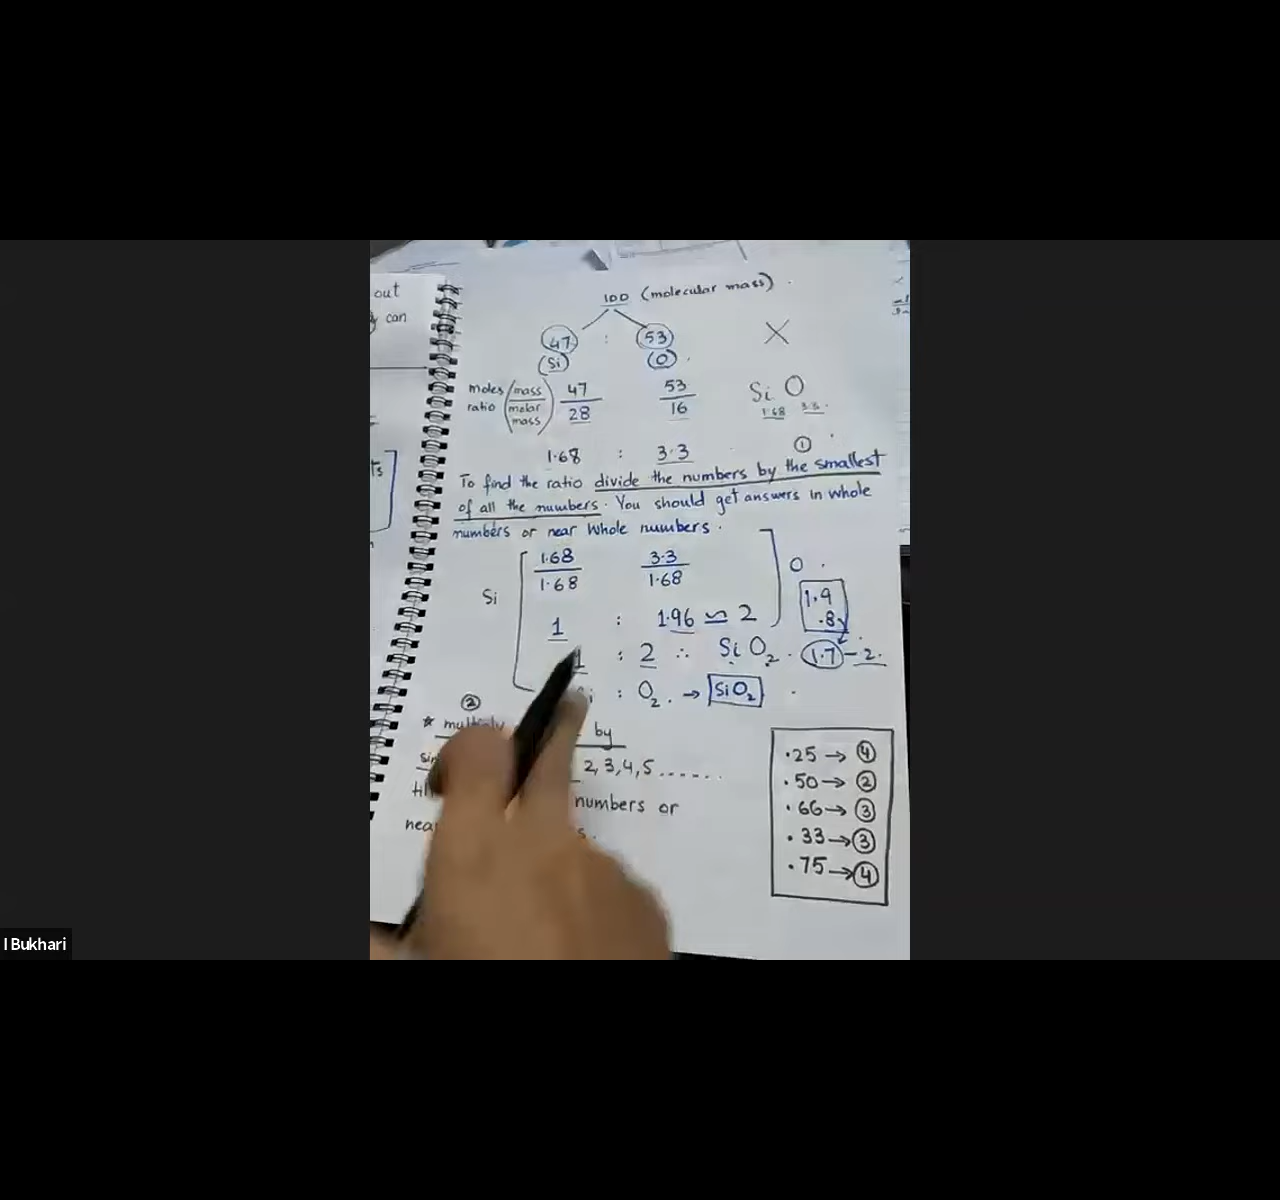 out
can
100 (molecular mass).
47 : 53
(Si) (O).
moles ratio (mass / molar mass) 47/28 53/16 Si O
1.68 3.3.
1.68 : 3.3 ①
To find the ratio divide the numbers by the smallest
of all the numbers. You should get answers in whole
numbers or near whole numbers.
1.68/1.68 3.3/1.68 O.
Si
1.9
.8
1 : 1.96 ≃ 2
1 : 2 ∴ SiO₂. 1.7 - 2.
: O₂. → SiO₂
②
* multiply by
2, 3, 4, 5 ......
numbers or
.25 → ④
.50 → ②
.66 → ③
.33 → ③
.75 → ④
I Bukhari